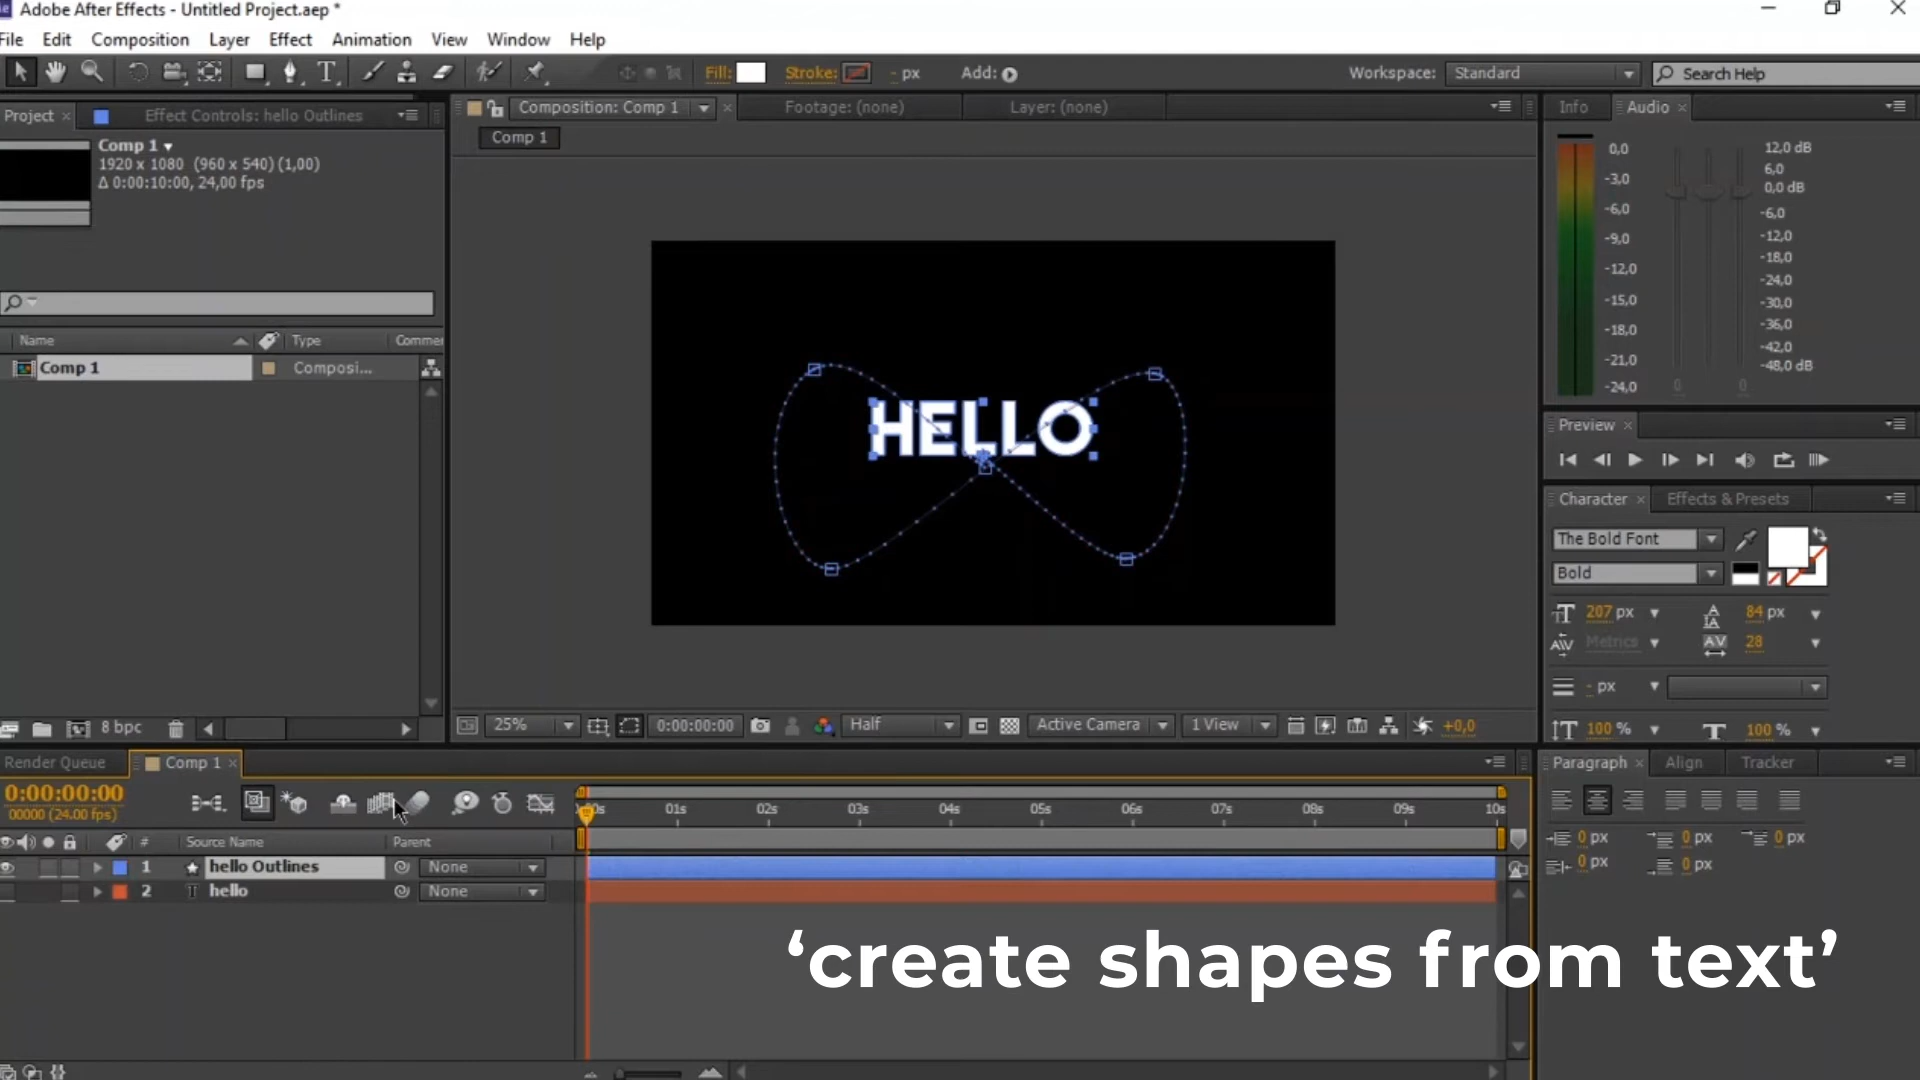 Adobe After Effects - Untitled Project.aep *
File Edit Composition Layer Effect Animation View Window Help
Fill: Stroke: - px Add: Workspace: Standard Search Help
Project × Effect Controls: hello Outlines
Composition: Comp 1 × Footage: (none) Layer: (none)
Info Audio ×
Comp 1
Comp 1
1920 x 1080 (960 x 540) (1,00)
Δ 0:00:10:00, 24,00 fps
0,0
-3,0
-6,0
-9,0
-12,0
-15,0
-18,0
-21,0
-24,0
12,0 dB
6,0
0,0 dB
-6,0
-12,0
-18,0
-24,0
-30,0
-36,0
-42,0
-48,0 dB
0 0
Name Type Comme
Comp 1 Composi...
HELLO
Preview ×
Character × Effects & Presets
The Bold Font
Bold
207 px 84 px
Metrics 28
- px
100 % 100 %
8 bpc
25% 0:00:00:00 Half Active Camera 1 View +0,0
Render Queue Comp 1 ×
0:00:00:00
00000 (24.00 fps)
00s 01s 02s 03s 04s 05s 06s 07s 08s 09s 10s
# Source Name Parent
1 hello Outlines None
2 hello None
Paragraph × Align Tracker
0 px 0 px 0 px
0 px 0 px
‘create shapes from text’